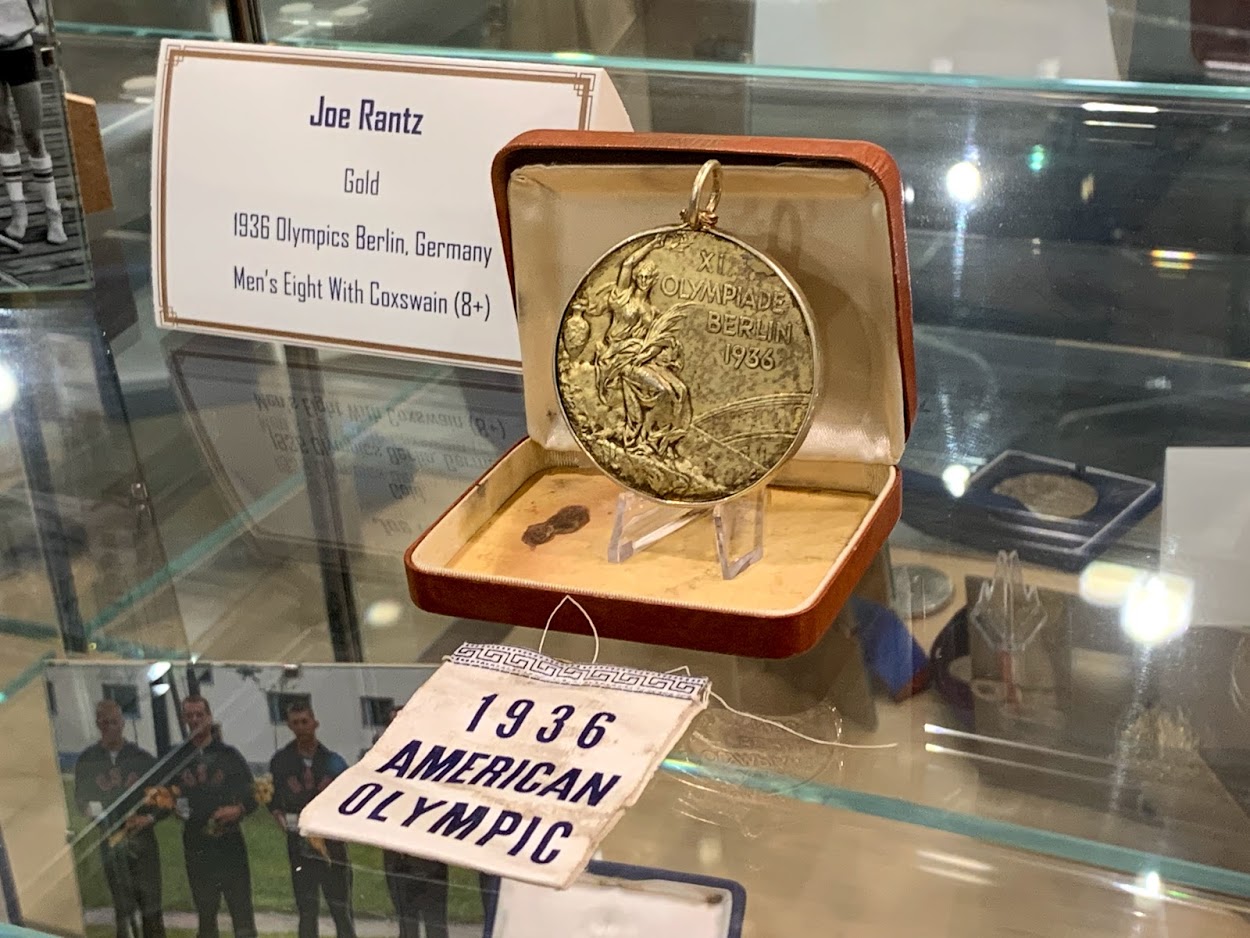 Joe Rantz
Gold
1936 Olympics Berlin, Germany
Men's Eight With Coxswain (8+)
XI.
OLYMPIADE
BERLIN
1936
1936
AMERICAN
OLYMPIC
USA